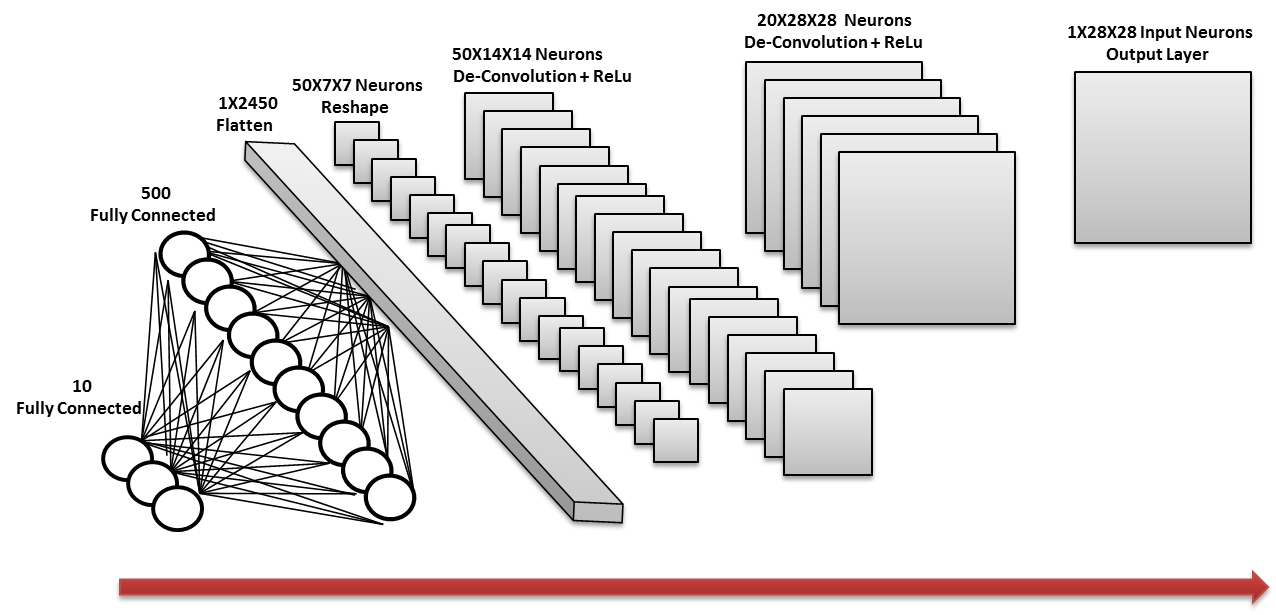 10
Fully Connected
500
Fully Connected
1X2450
Flatten
50X7X7 Neurons
Reshape
50X14X14 Neurons
De-Convolution + ReLu
20X28X28 Neurons
De-Convolution + ReLu
1X28X28 Input Neurons
Output Layer